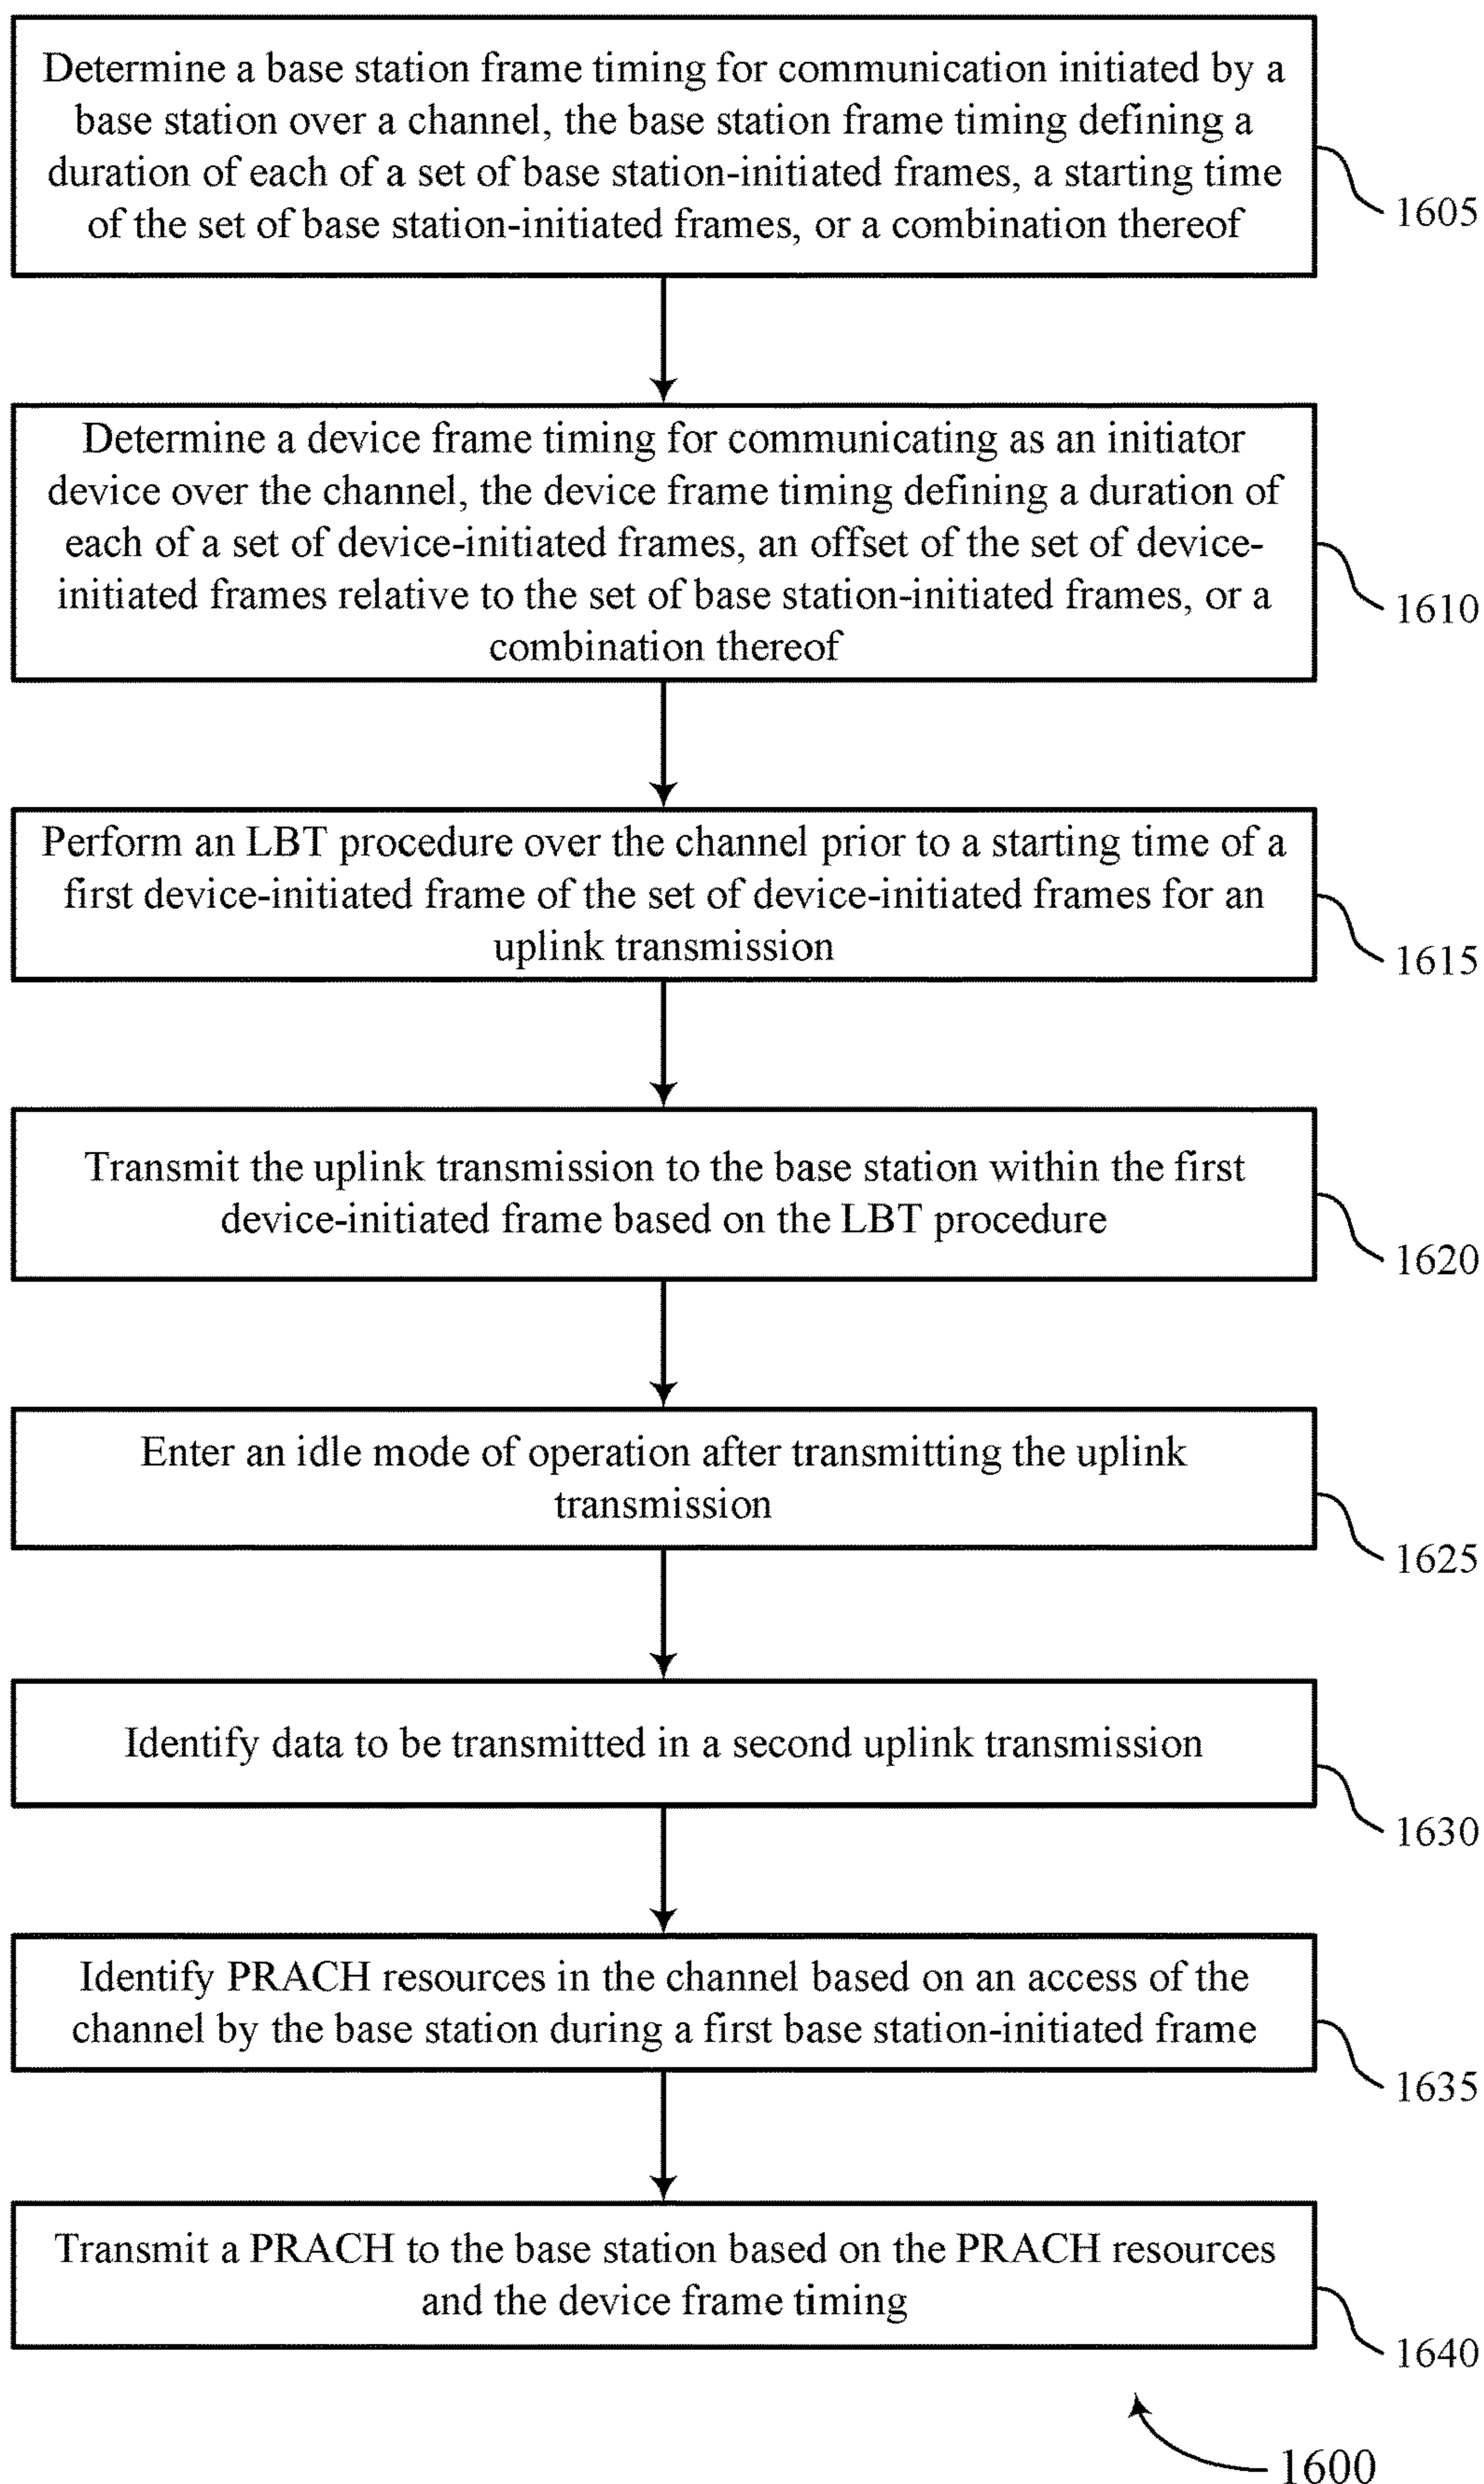 Determine a base station frame timing for communication initiated by a
base station over a channel, the base station frame timing defining a
duration of each of a set of base station-initiated frames, a starting time
of the set of base station-initiated frames, or a combination thereof
1605
Determine a device frame timing for communicating as an initiator
device over the channel, the device frame timing defining a duration of
each of a set of device-initiated frames, an offset of the set of device-
initiated frames relative to the set of base station-initiated frames, or a
combination thereof
1610
Perform an LBT procedure over the channel prior to a starting time of a
first device-initiated frame of the set of device-initiated frames for an
uplink transmission
1615
Transmit the uplink transmission to the base station within the first
device-initiated frame based on the LBT procedure
1620
Enter an idle mode of operation after transmitting the uplink
transmission
1625
Identify data to be transmitted in a second uplink transmission
1630
Identify PRACH resources in the channel based on an access of the
channel by the base station during a first base station-initiated frame
1635
Transmit a PRACH to the base station based on the PRACH resources
and the device frame timing
1640
1600